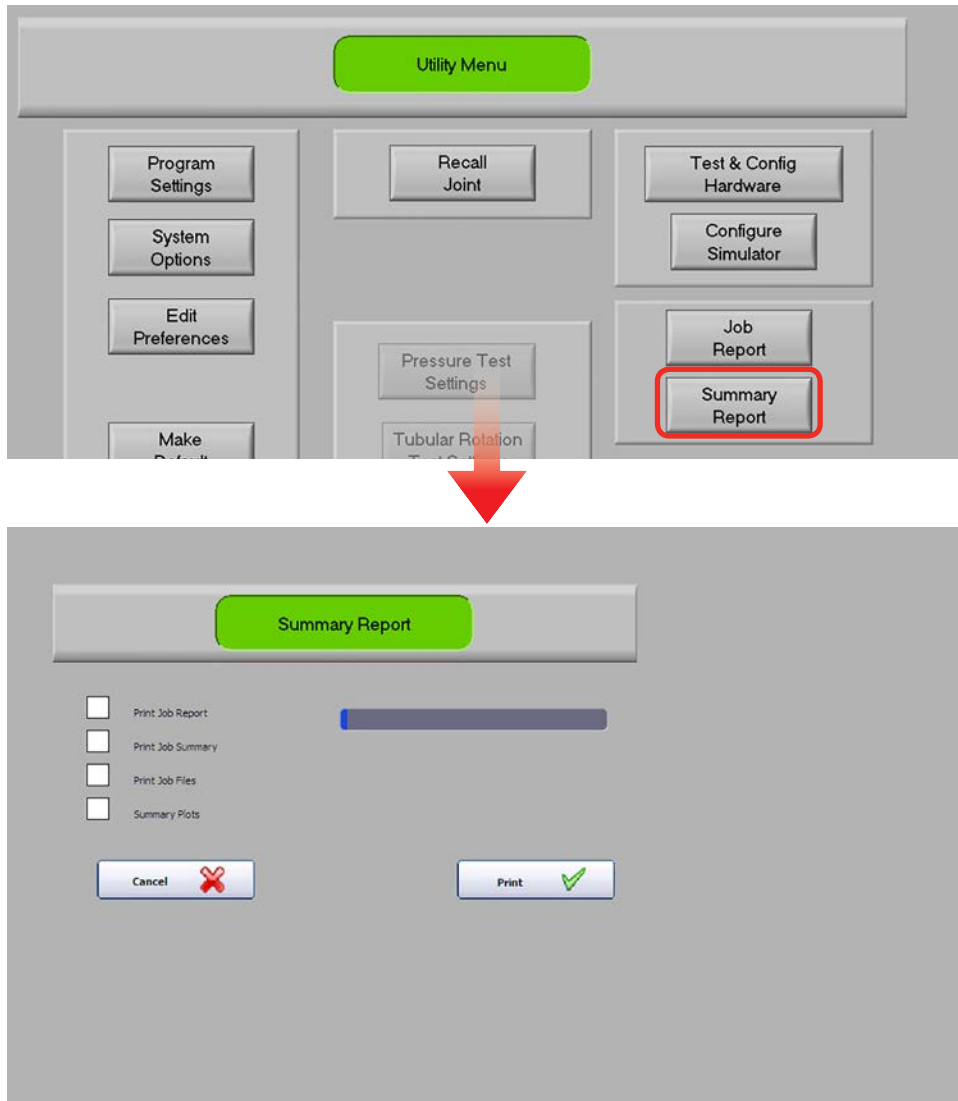 Utility Menu
Program
Settings
System
Options
Edit
Preferences
Make
Default
Recall
Joint
Pressure Test
Settings
Tubular Rotation
Test & Config
Hardware
Configure
Simulator
Job
Report
Summary
Report
Summary Report
Print Job Report
Print Job Summary
Print Job Files
Summary Plots
Cancel
Print